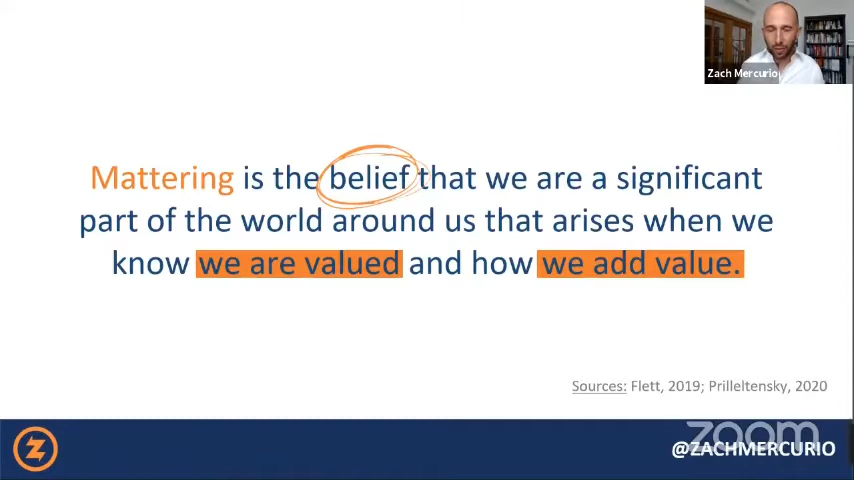 Zach Mercurio
Mattering is the belief that we are a significant
part of the world around us that arises when we
know we are valued and how we add value.
Sources: Flett, 2019; Prilleltensky, 2020
zoom
@ZACHMERCURIO